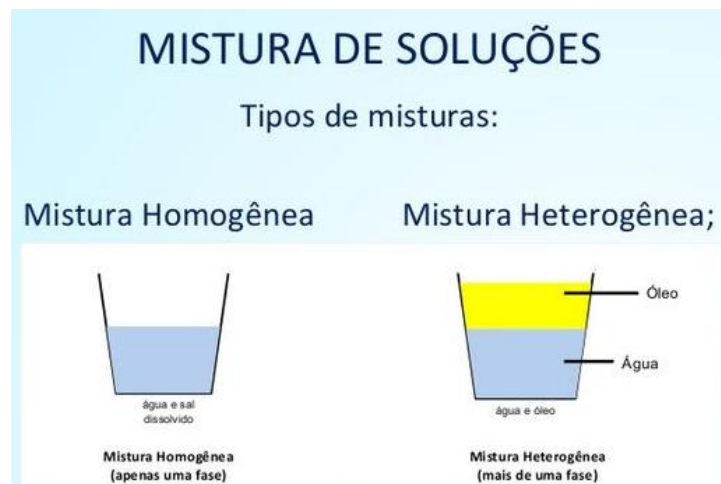 MISTURA DE SOLUÇÕES
Tipos de misturas:
Mistura Homogênea
Mistura Heterogênea;
água e sal
dissolvido
Mistura Homogênea
(apenas uma fase)
Óleo
Água
água e óleo
Mistura Heterogênea
(mais de uma fase)